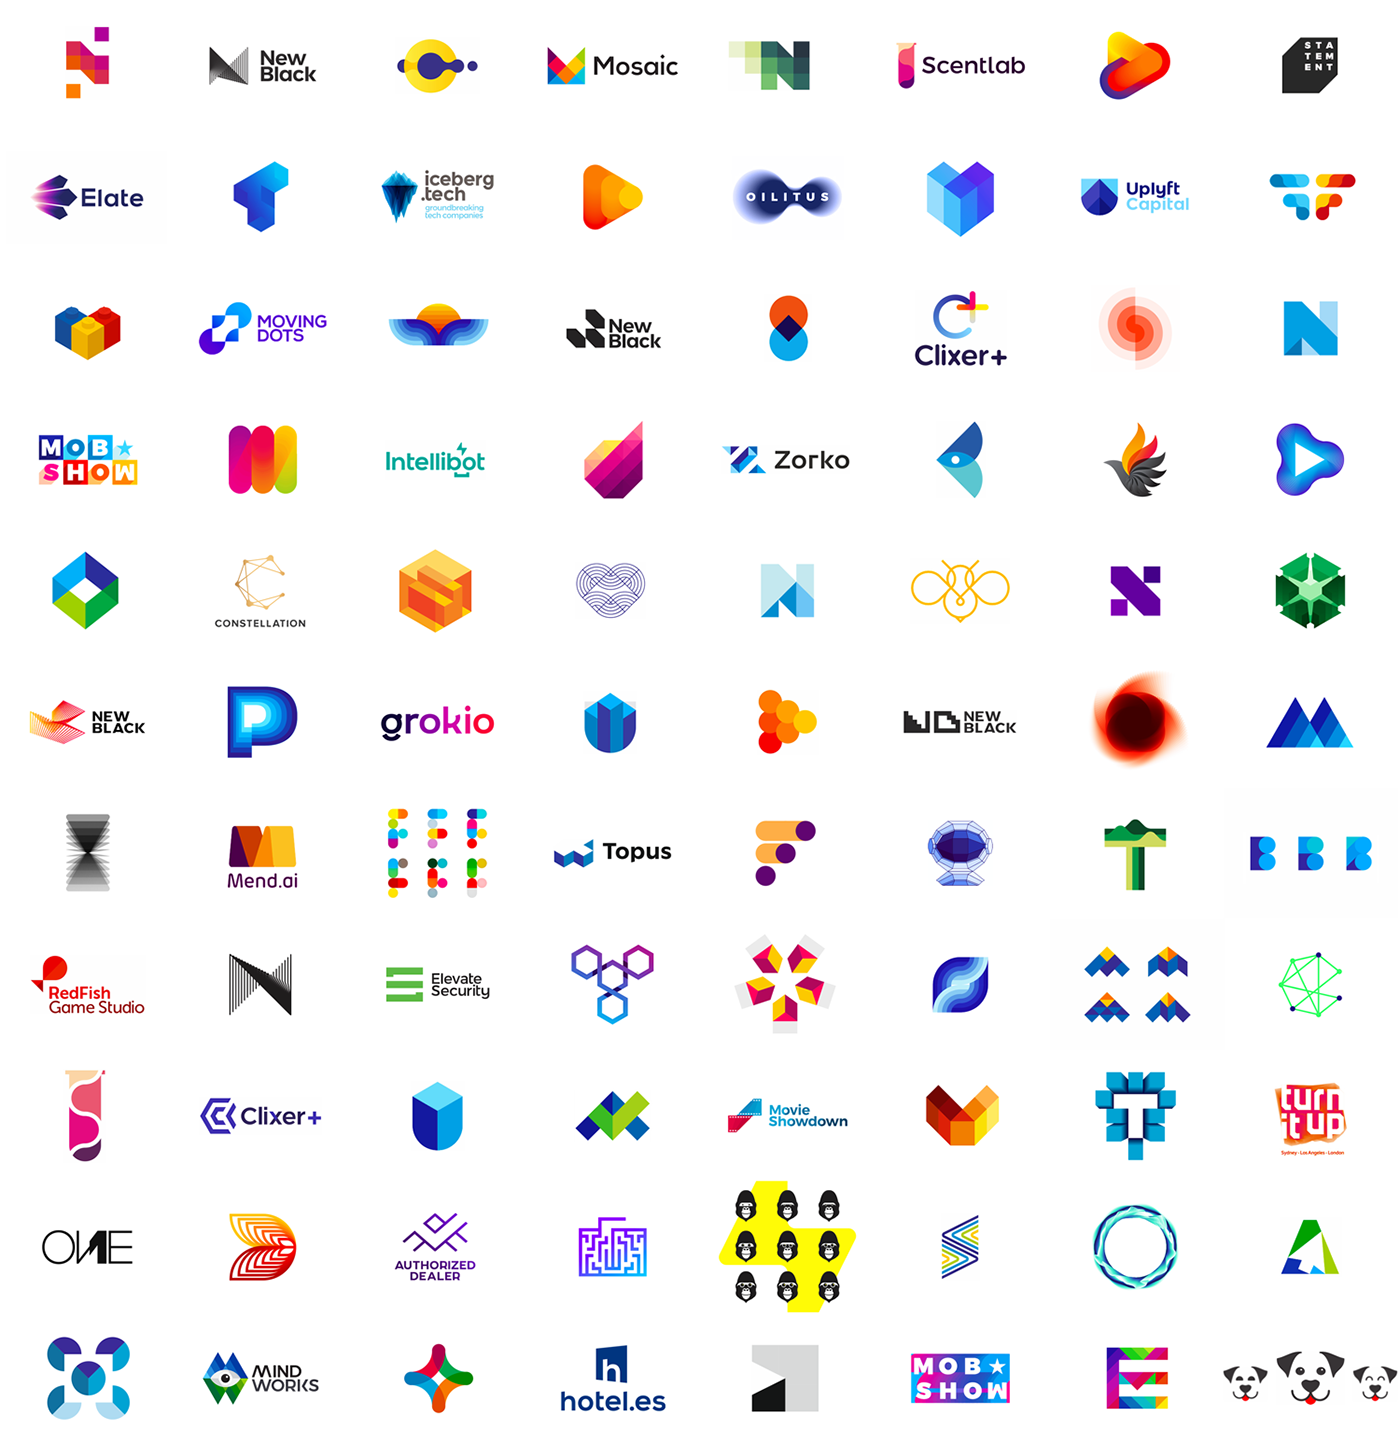 New
Black
Mosaic
N
Scentlab
STA
TEM
ENT
Elate
iceberg
.tech
groundbreaking
tech companies
OILITUS
Uplyft
Capital
MOVING
DOTS
New
Black
Clixer+
N
MOB★
SHOW
Intellibot
Zorko
CONSTELLATION
N
N
NEW
BLACK
P
grokio
NEW
BLACK
Mend.ai
Topus
F
T
B B B
RedFish
Game Studio
N
Elevate
Security
Clixer+
Movie
Showdown
T
turn
it up
Sydney - Los Angeles - London
ONE
AUTHORIZED
DEALER
MIND
WORKS
h
hotel.es
MOB★
SHOW
E